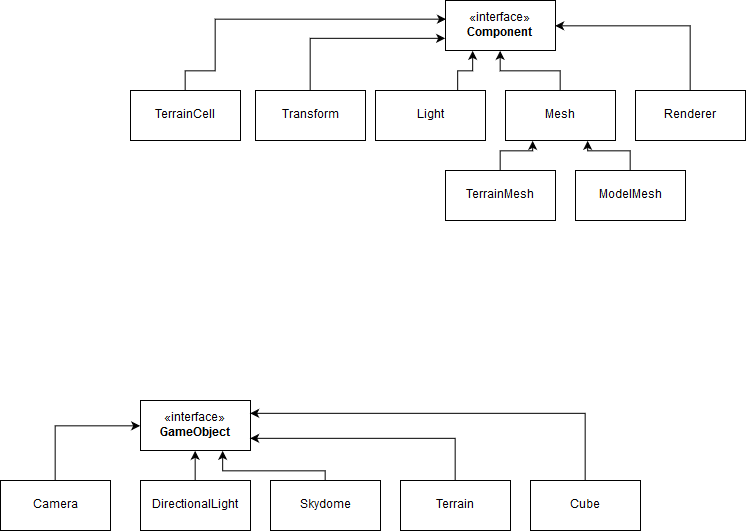 «interface»
Component
TerrainCell
Transform
Light
Mesh
Renderer
TerrainMesh
ModelMesh
«interface»
GameObject
Camera
DirectionalLight
Skydome
Terrain
Cube